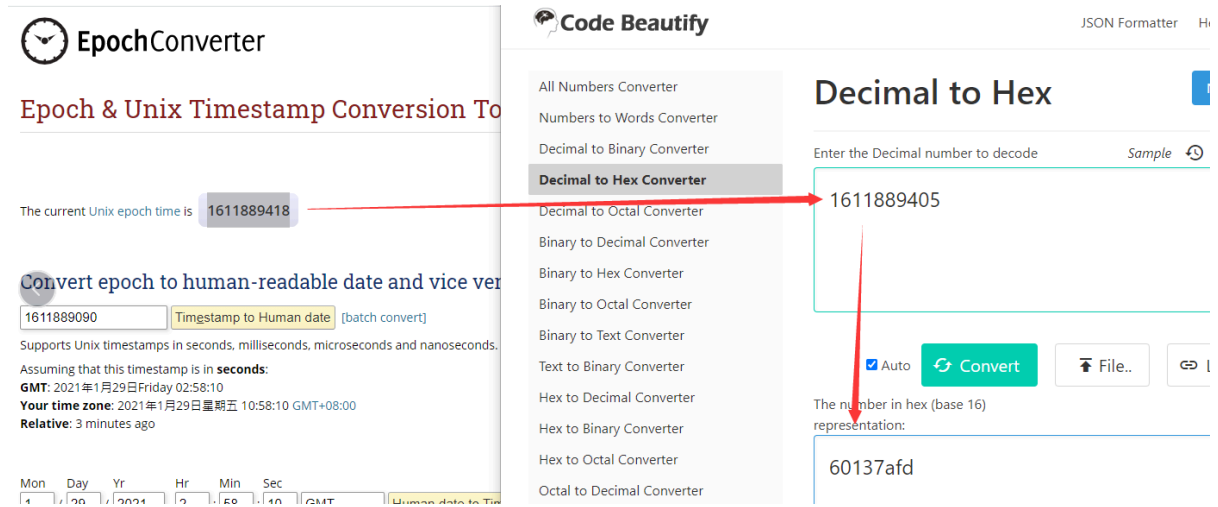 EpochConverter
Epoch & Unix Timestamp Conversion To
The current Unix epoch time is 1611889418
Convert epoch to human-readable date and vice ver
1611889090 Timestamp to Human date [batch convert]
Supports Unix timestamps in seconds, milliseconds, microseconds and nanoseconds.
Assuming that this timestamp is in seconds:
GMT: 2021年1月29日Friday 02:58:10
Your time zone: 2021年1月29日星期五 10:58:10 GMT+08:00
Relative: 3 minutes ago
Mon Day Yr Hr Min Sec
1 / 29 / 2021 2 : 58 : 10 GMT Human date to Tim
Code Beautify
JSON Formatter
All Numbers Converter
Numbers to Words Converter
Decimal to Binary Converter
Decimal to Hex Converter
Decimal to Octal Converter
Binary to Decimal Converter
Binary to Hex Converter
Binary to Octal Converter
Binary to Text Converter
Text to Binary Converter
Hex to Decimal Converter
Hex to Binary Converter
Hex to Octal Converter
Octal to Decimal Converter
Decimal to Hex
Enter the Decimal number to decode Sample
1611889405
Auto Convert File..
The number in hex (base 16)
representation:
60137afd